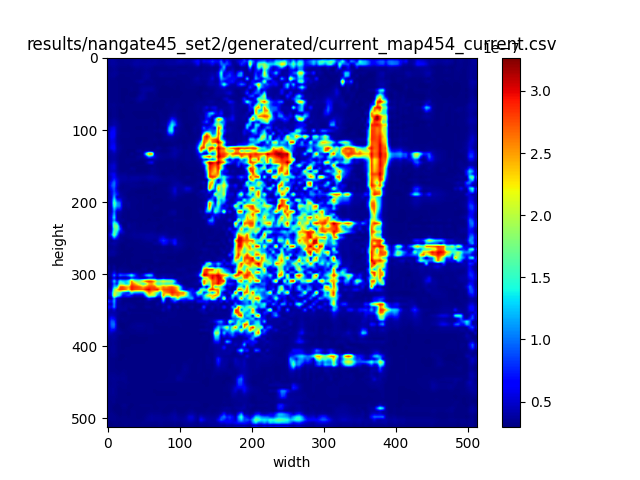 results/nangate45_set2/generated/current_map454_current.csv
1e−7
0
100
200
300
400
500
height
0 100 200 300 400 500
width
3.0
2.5
2.0
1.5
1.0
0.5